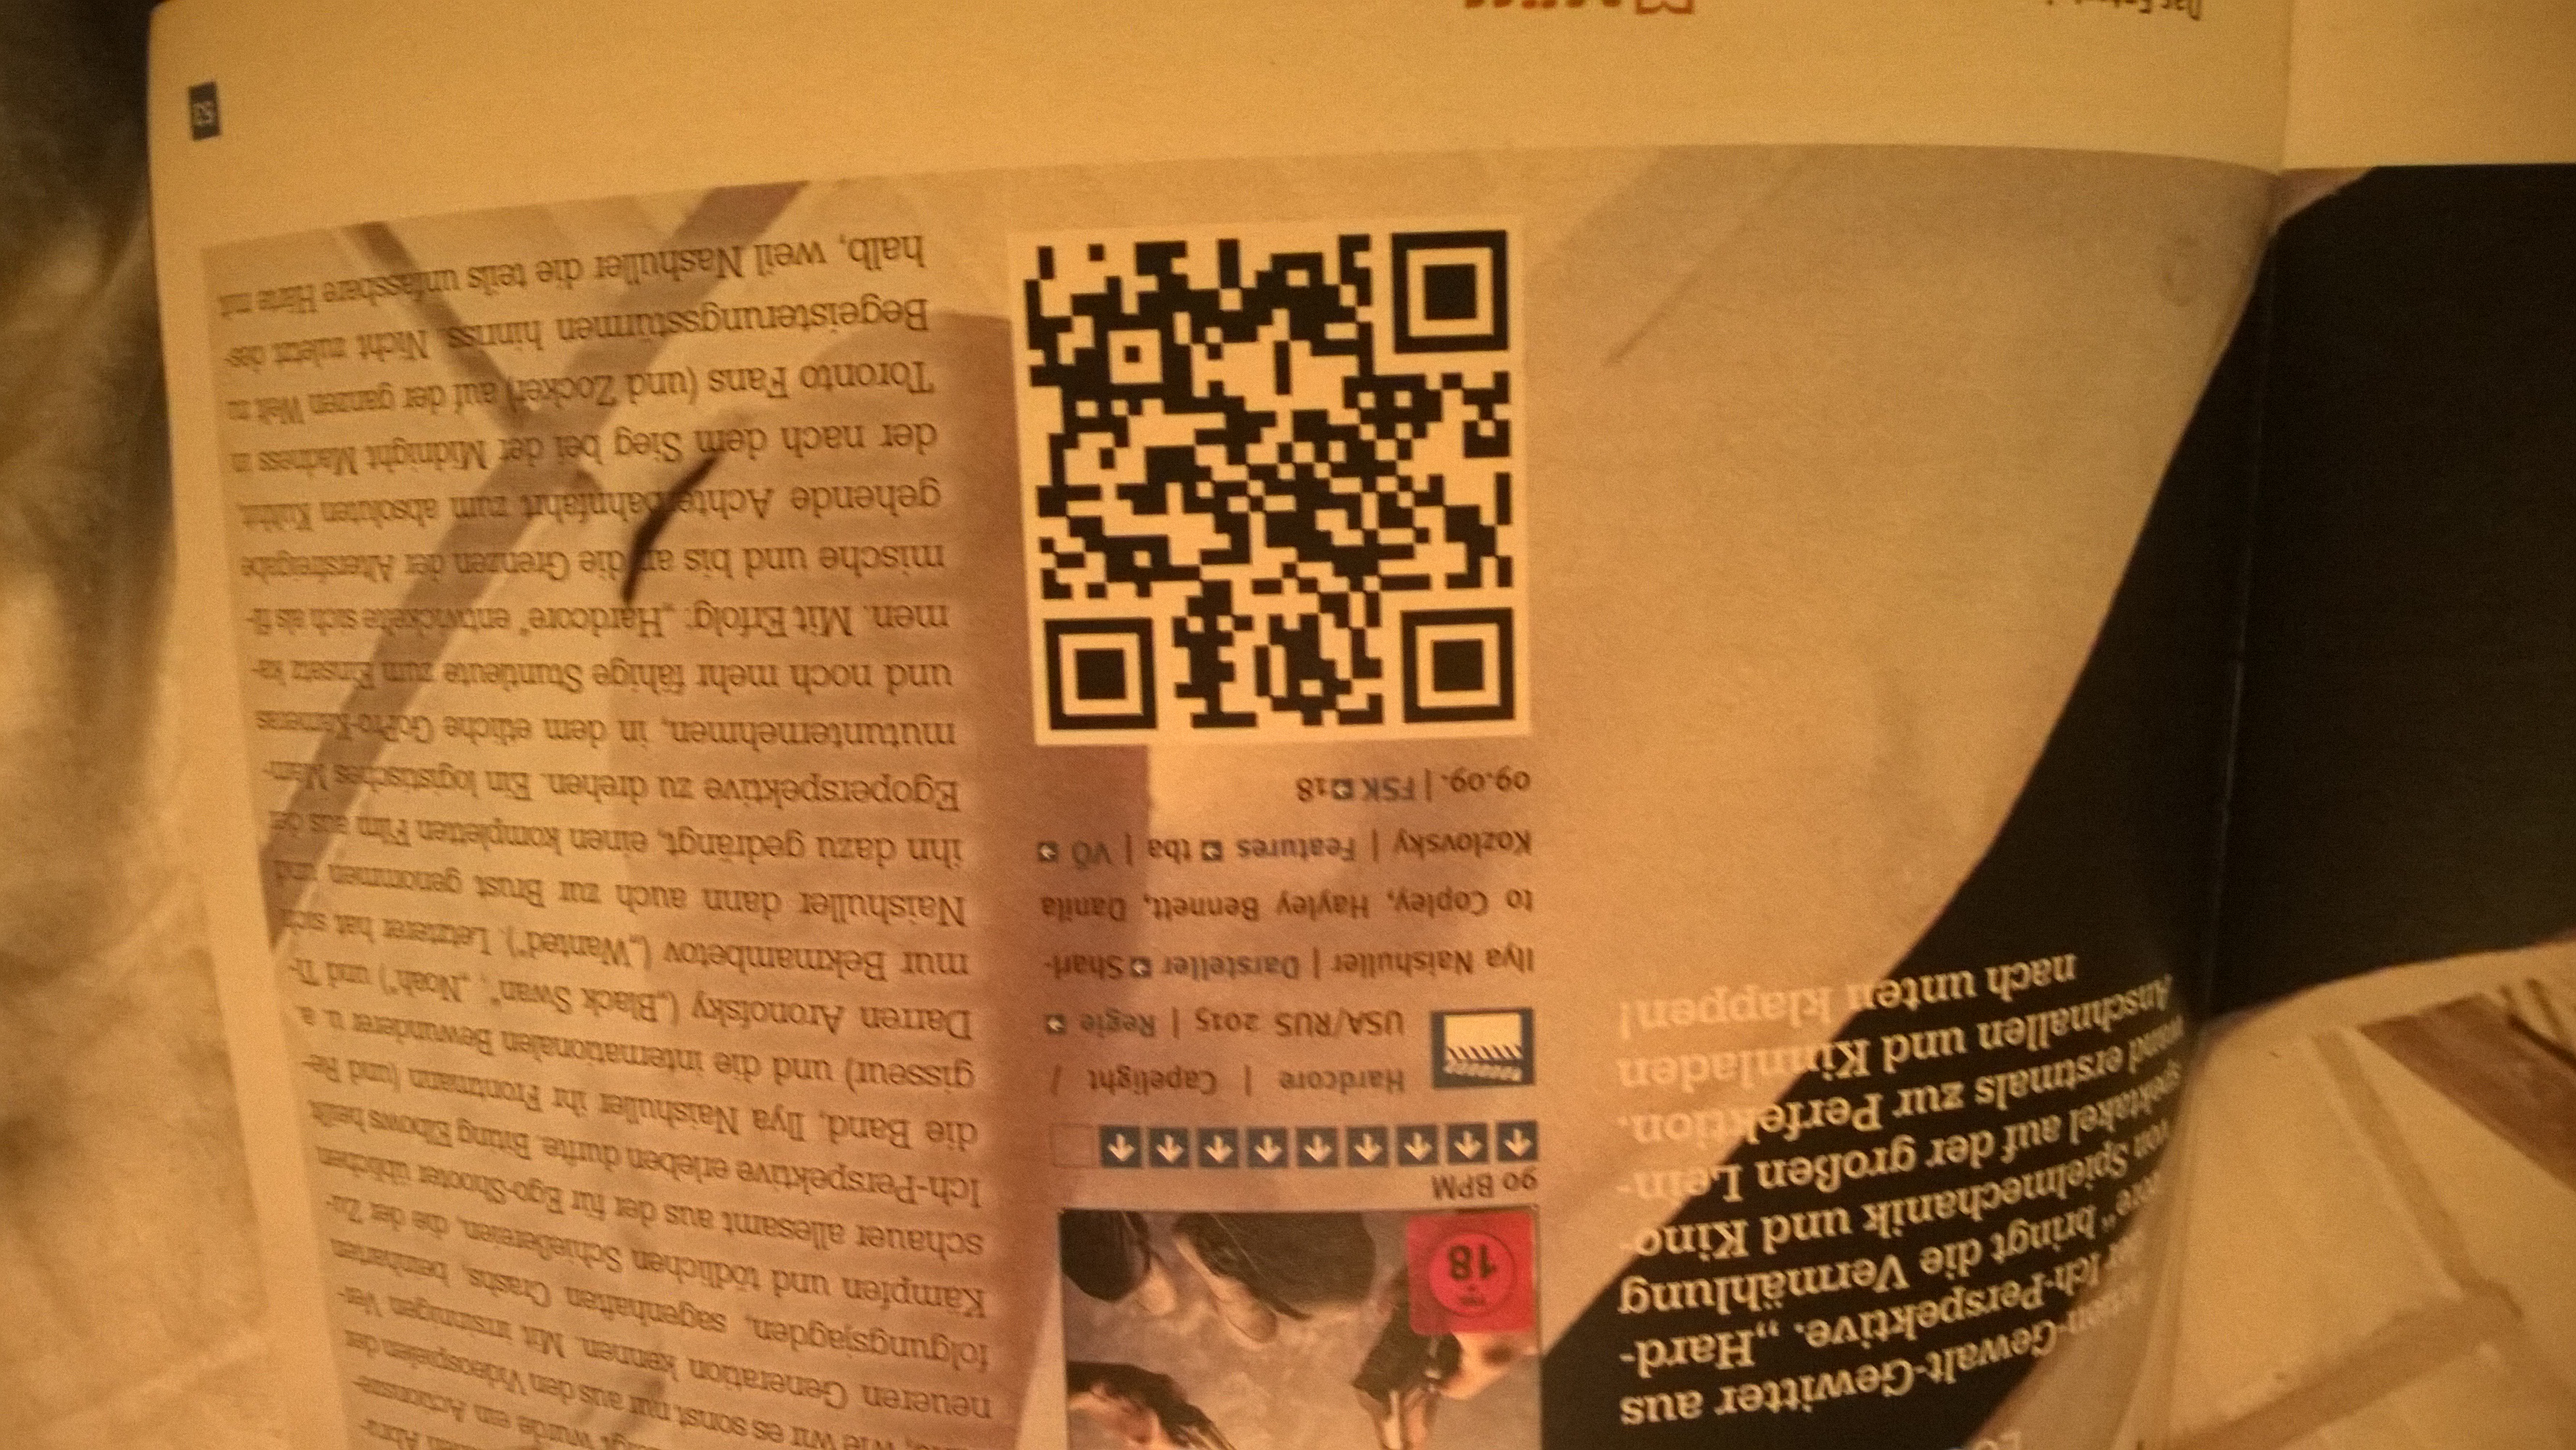 Gewalt-Gewitter aus
Ich-Perspektive. „Hard-
bringt die Vermählung
von Spielmechanik und Kino-
spektakel auf der großen Lein-
wand erstmals zur Perfektion.
Anschnallen und Kinnladen
nach unten klappen!
18
90 BPM
Hardcore | Capelight /
USA/RUS 2015 | Regie
Ilya Naishuller | Darsteller Sharl-
to Copley, Hayley Bennett, Danila
Kozlovsky | Features tba | VÖ
09.09. | FSK 18
wie wir es sonst nur aus den Videospielen der
neueren Generation kennen. Mit irrsinnigen Ver-
folgungsjagden, sagenhaften Crashs, beinharten
Kämpfen und tödlichen Schießereien, die der Zu-
schauer allesamt aus der für Ego-Shooter üblichen
Ich-Perspektive erleben durfte. Biting Elbows heißt
die Band, Ilya Naishuller ihr Frontmann (und Re-
gisseur) und die internationalen Bewunderer u. a.
Darren Aronofsky („Black Swan“, „Noah“) und Ti-
mur Bekmambetov („Wanted“). Letzterer hat sich
Naishuller dann auch zur Brust genommen und
ihn dazu gedrängt, einen kompletten Film aus der
Egoperspektive zu drehen. Ein logistisches Mam-
mutunternehmen, in dem etliche GoPro-Kameras
und noch mehr fähige Stuntleute zum Einsatz ka-
men. Mit Erfolg: „Hardcore“ entwickelte sich als fil-
mische und bis an die Grenzen der Altersfreigabe
gehende Achterbahnfahrt zum absoluten Kulthit,
der nach dem Sieg bei der Midnight Madness in
Toronto Fans (und Zocker) auf der ganzen Welt zu
Begeisterungsstürmen hinriss. Nicht zuletzt des-
halb, weil Nashuller die teils unfassbare Härte mit
53